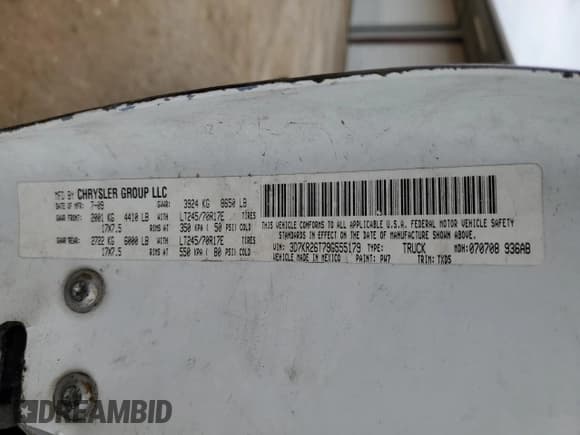 MFD BY CHRYSLER GROUP LLC
DATE OF MFR: 7-09 GVWR: 3924 KG 8650 LB
GAWR FRONT: 2001 KG 4410 LB WITH LT245/70R17E TIRES
17X7.5 RIMS AT 350 KPA ( 50 PSI) COLD
GAWR REAR: 2722 KG 6000 LB WITH LT245/70R17E TIRES
17X7.5 RIMS AT 550 KPA ( 80 PSI) COLD
THIS VEHICLE CONFORMS TO ALL APPLICABLE U.S.A. FEDERAL MOTOR VEHICLE SAFETY
STANDARDS IN EFFECT ON THE DATE OF MANUFACTURE SHOWN ABOVE.
VIN: 3D7KR26T79G555179 TYPE: TRUCK MDH: 070708 936AB
VEHICLE MADE IN MEXICO PAINT: PW7 TRIM: TXD5
DREAMBID